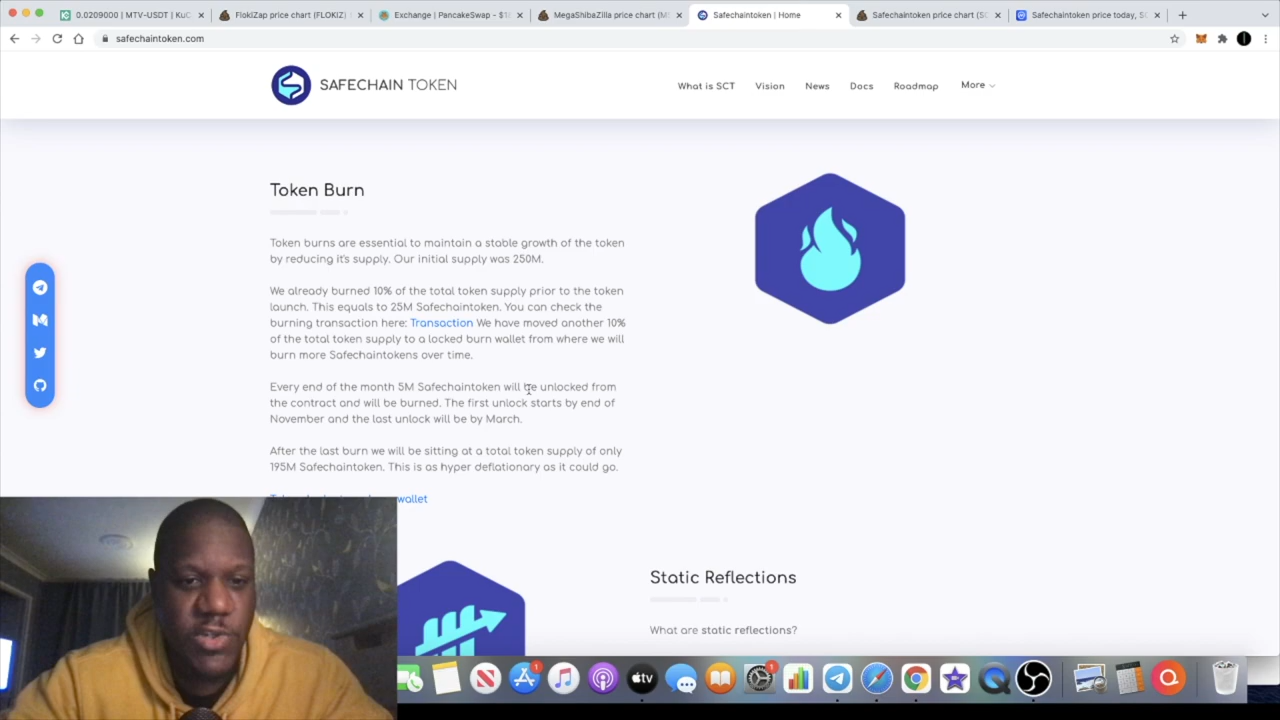 0.0209000 | MTV-USDT | KuC
FlokiZap price chart (FLOKIZ) |
Exchange | PancakeSwap - $1
MegaShibaZilla price chart (M
Safechaintoken | Home
Safechaintoken price chart (SC
Safechaintoken price today, $
safechaintoken.com
SAFECHAIN TOKEN
What is SCT
Vision
News
Docs
Roadmap
More
Token Burn
Token burns are essential to maintain a stable growth of the token
by reducing it's supply. Our initial supply was 250M.
We already burned 10% of the total token supply prior to the token
launch. This equals to 25M Safechaintoken. You can check the
burning transaction here: Transaction We have moved another 10%
of the total token supply to a locked burn wallet from where we will
burn more Safechaintokens over time.
Every end of the month 5M Safechaintoken will be unlocked from
the contract and will be burned. The first unlock starts by end of
November and the last unlock will be by March.
After the last burn we will be sitting at a total token supply of only
195M Safechaintoken. This is as hyper deflationary as it could go.
wallet
Static Reflections
What are static reflections?
tv